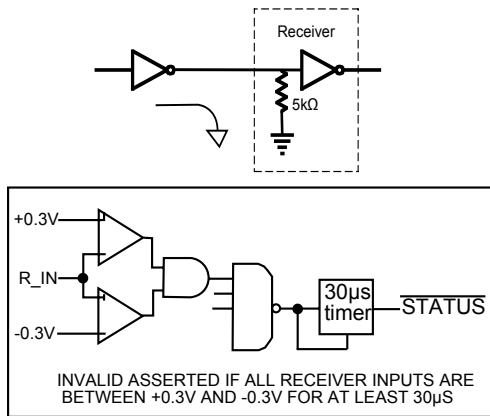 Receiver
5kΩ
+0.3V
R_IN
-0.3V
30µs
timer
STATUS
INVALID ASSERTED IF ALL RECEIVER INPUTS ARE
BETWEEN +0.3V AND -0.3V FOR AT LEAST 30µS